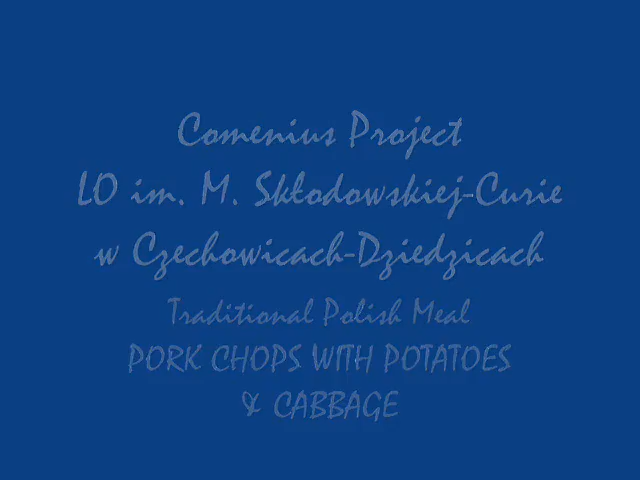 Comenius Project
LO im. M. Skłodowskiej-Curie
w Czechowicach-Dziedzicach
Traditional Polish Meal
PORK CHOPS WITH POTATOES
& CABBAGE